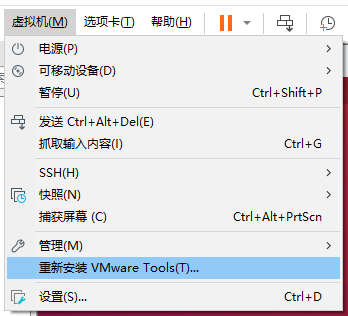 虚拟机(M) 选项卡(T) 帮助(H)
电源(P)
可移动设备(D)
暂停(U) Ctrl+Shift+P
发送 Ctrl+Alt+Del(E)
抓取输入内容(I) Ctrl+G
SSH(H)
快照(N)
捕获屏幕 (C) Ctrl+Alt+PrtScn
管理(M)
重新安装 VMware Tools(T)...
设置(S)... Ctrl+D